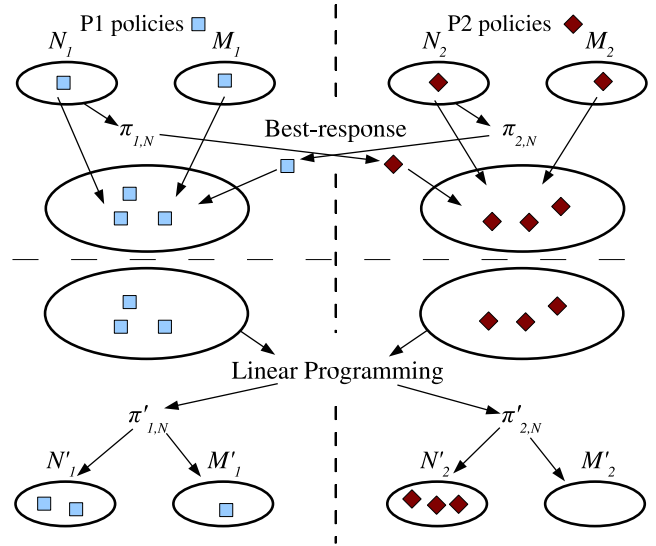 P1 policies
P2 policies
N1
M1
N2
M2
π1,N
Best-response
π2,N
Linear Programming
π′1,N
π′2,N
N′1
M′1
N′2
M′2